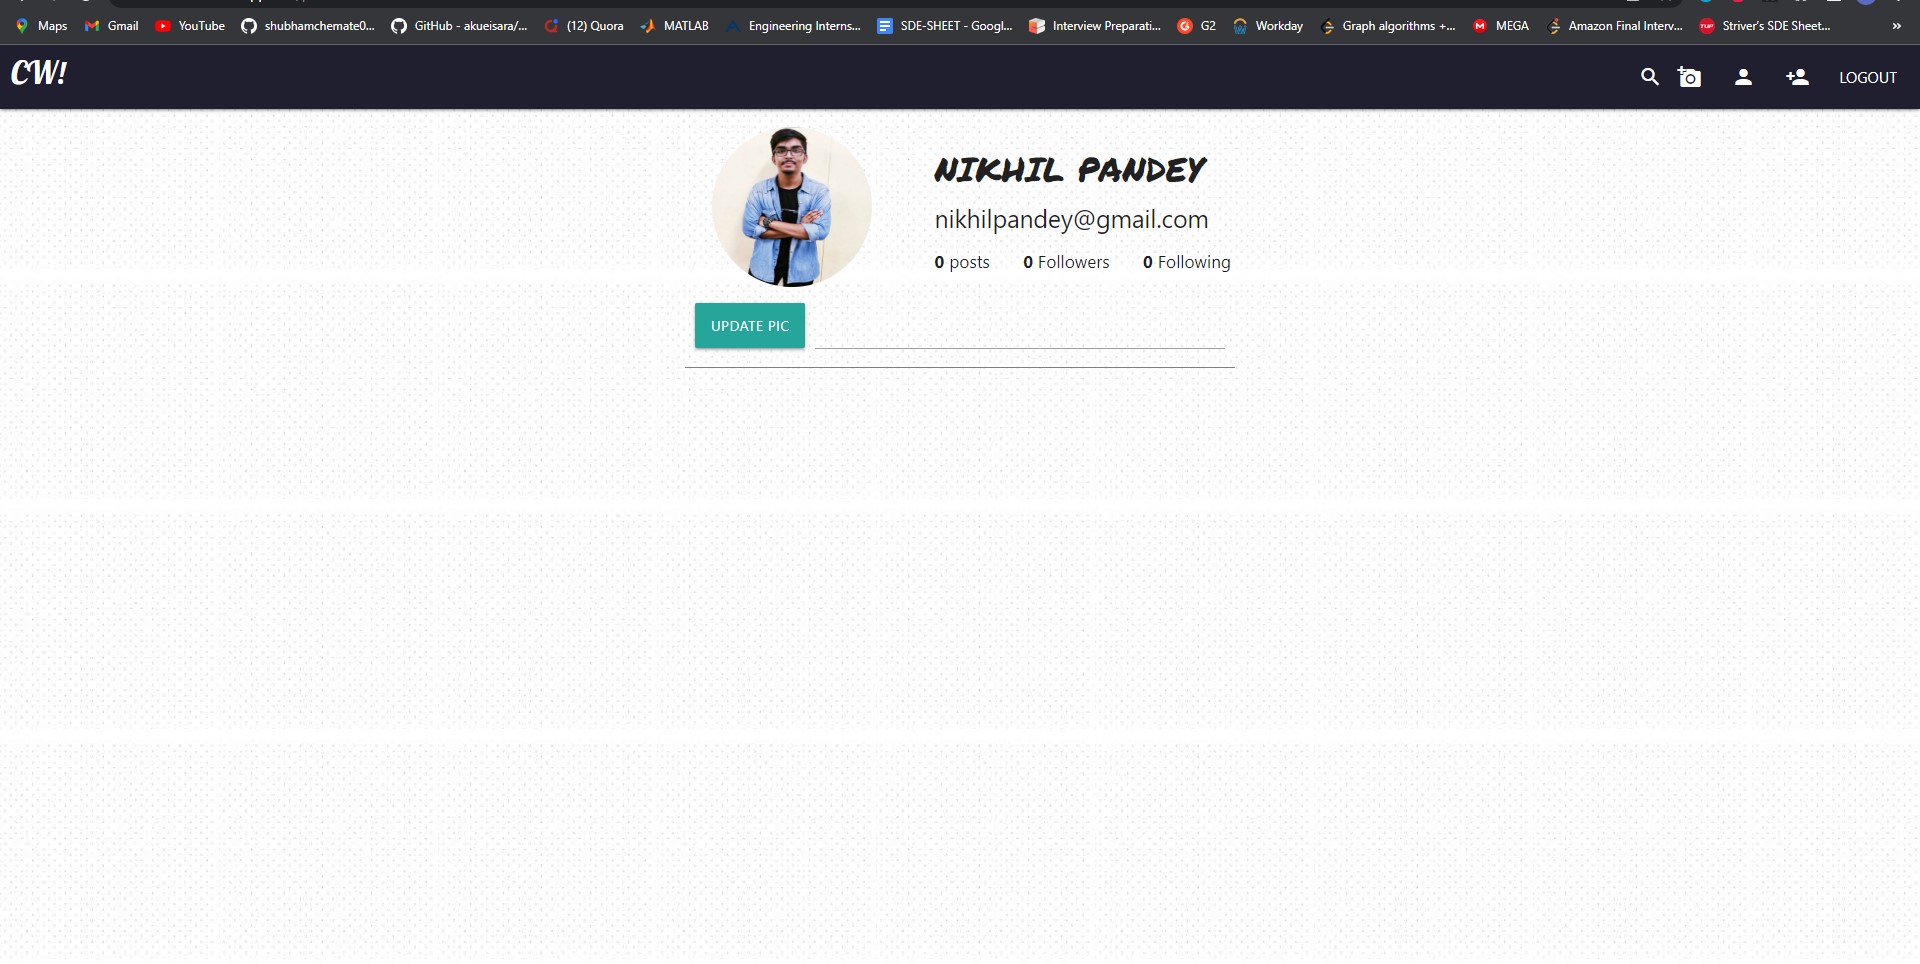 Maps Gmail YouTube shubhamchemate0... GitHub - akueisara/... (12) Quora MATLAB Engineering Interns... SDE-SHEET - Googl... Interview Preparati... G2 Workday Graph algorithms +... MEGA Amazon Final Interv... Striver's SDE Sheet... »
CW! LOGOUT
NIKHIL PANDEY
nikhilpandey@gmail.com
0 posts 0 Followers 0 Following
UPDATE PIC